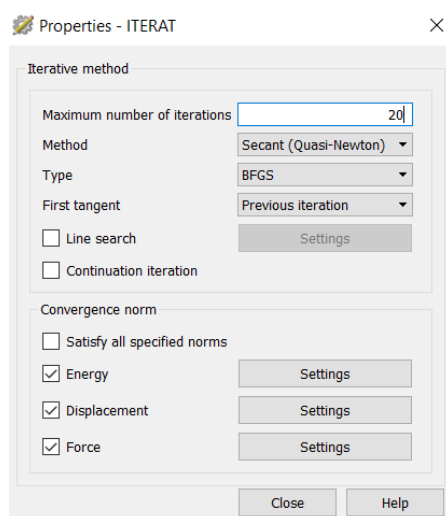 Properties - ITERAT
Iterative method
Maximum number of iterations 20
Method Secant (Quasi-Newton)
Type BFGS
First tangent Previous iteration
Line search Settings
Continuation iteration
Convergence norm
Satisfy all specified norms
Energy Settings
Displacement Settings
Force Settings
Close Help